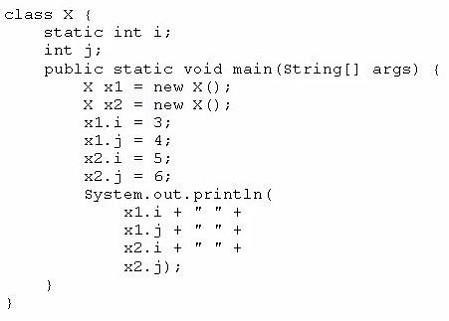 class X {
    static int i;
    int j;
    public static void main(String[] args) {
        X x1 = new X();
        X x2 = new X();
        x1.i = 3;
        x1.j = 4;
        x2.i = 5;
        x2.j = 6;
        System.out.println(
            x1.i + " " +
            x1.j + " " +
            x2.i + " " +
            x2.j);
    }
}